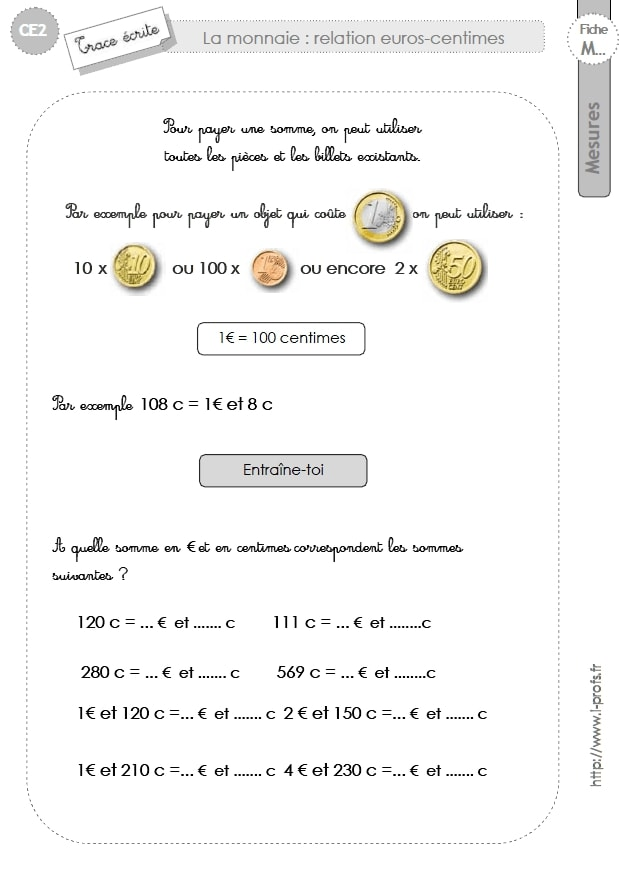 CE2
Trace écrite
La monnaie : relation euros-centimes
Fiche
M...
Mesures
Pour payer une somme, on peut utiliser
toutes les pièces et les billets existants.
Par exemple pour payer un objet qui coûte 1 on peut utiliser :
10 x 10 ou 100 x 1 ou encore 2 x 50
1€ = 100 centimes
Par exemple 108 c = 1€ et 8 c
Entraîne-toi
A quelle somme en € et en centimes correspondent les sommes
suivantes ?
120 c = ... € et ....... c 111 c = ... € et ........c
280 c = ... € et ....... c 569 c = ... € et ........c
1€ et 120 c =... € et ....... c 2 € et 150 c =... € et ....... c
1€ et 210 c =... € et ....... c 4 € et 230 c =... € et ....... c
http://www.i-profs.fr